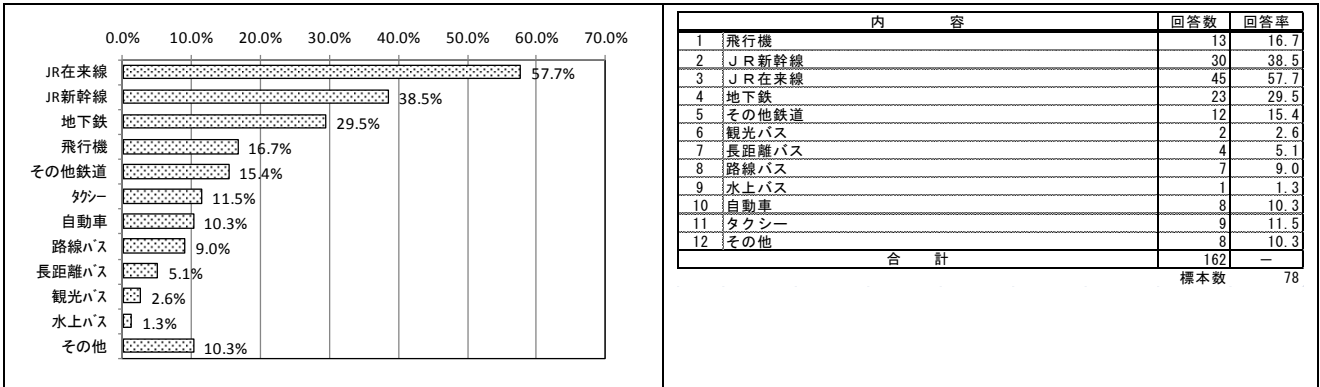 0.0% 10.0% 20.0% 30.0% 40.0% 50.0% 60.0% 70.0%
JR在来線 57.7%
JR新幹線 38.5%
地下鉄 29.5%
飛行機 16.7%
その他鉄道 15.4%
ﾀｸｼｰ 11.5%
自動車 10.3%
路線ﾊﾞｽ 9.0%
長距離ﾊﾞｽ 5.1%
観光ﾊﾞｽ 2.6%
水上ﾊﾞｽ 1.3%
その他 10.3%
内 容 回答数 回答率
1 飛行機 13 16.7
2 ＪＲ新幹線 30 38.5
3 ＪＲ在来線 45 57.7
4 地下鉄 23 29.5
5 その他鉄道 12 15.4
6 観光バス 2 2.6
7 長距離バス 4 5.1
8 路線バス 7 9.0
9 水上バス 1 1.3
10 自動車 8 10.3
11 タクシー 9 11.5
12 その他 8 10.3
合 計 162 －
標本数 78